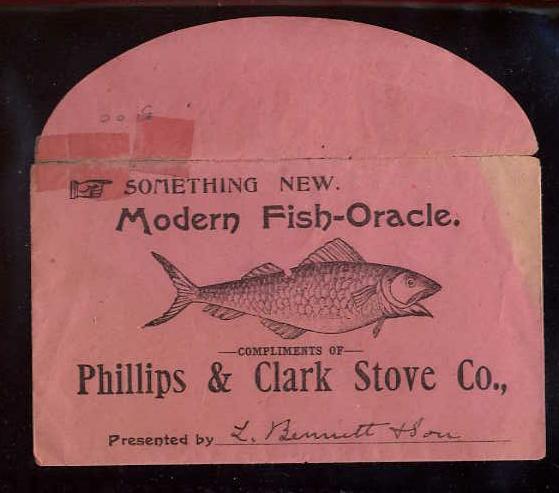 SOMETHING NEW.
Modern Fish-Oracle.
—COMPLIMENTS OF—
Phillips & Clark Stove Co.,
Presented by L. Bennett & Son